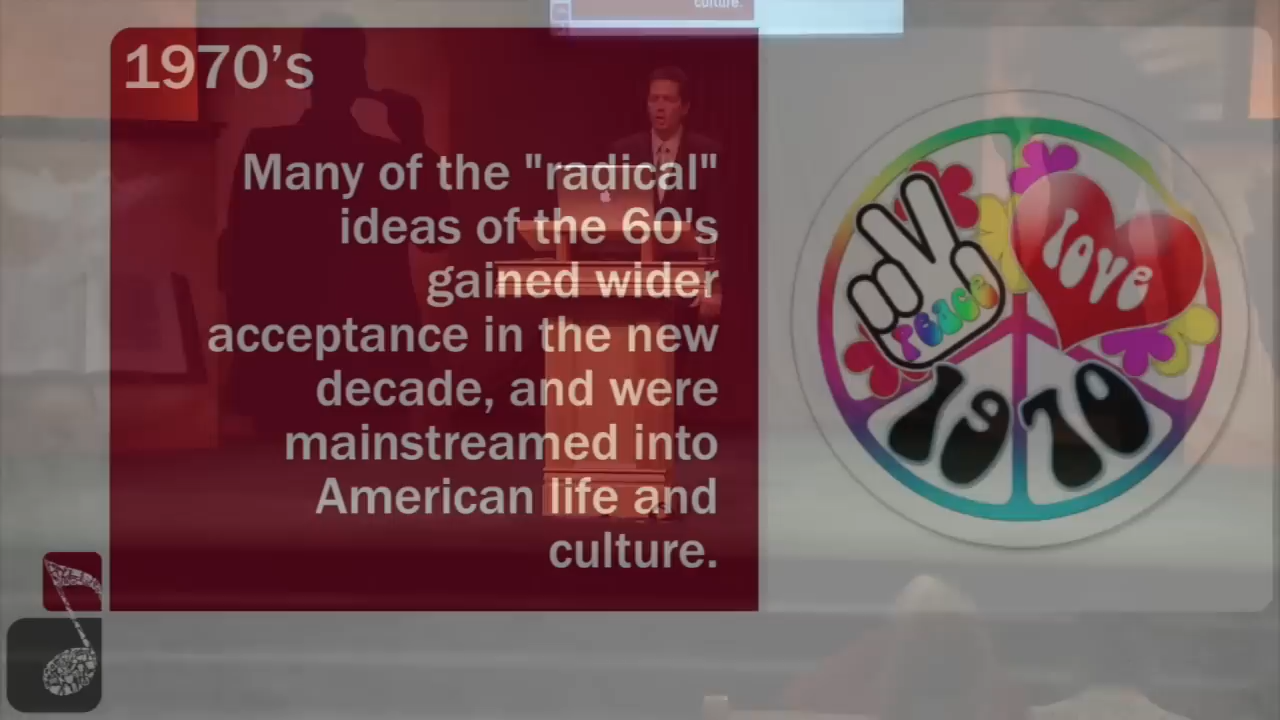 culture.
1970’s
Many of the "radical"
ideas of the 60's
gained wider
acceptance in the new
decade, and were
mainstreamed into
American life and
culture.
love
Peace
1970